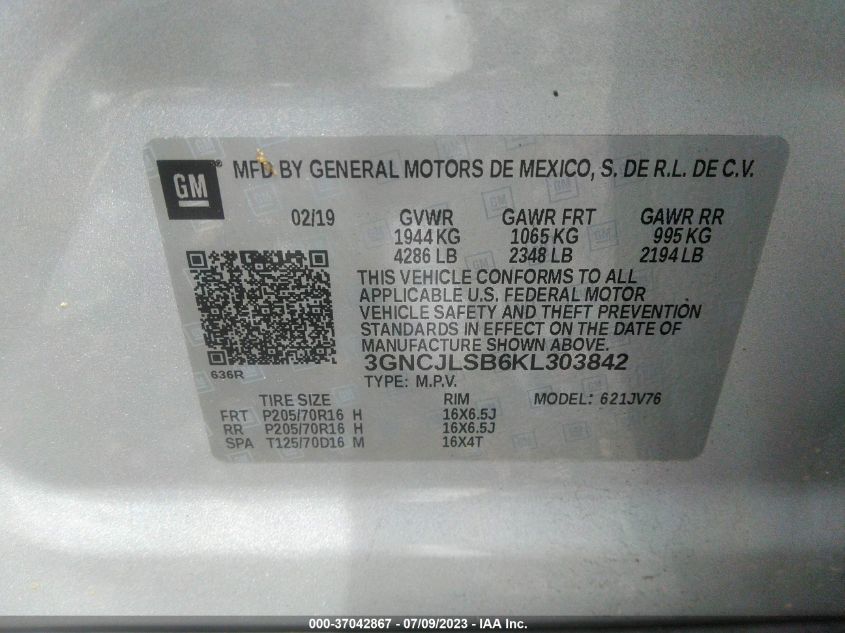 GM
MFD BY GENERAL MOTORS DE MEXICO, S. DE R.L. DE C.V.
02/19 GVWR GAWR FRT GAWR RR
1944 KG 1065 KG 995 KG
4286 LB 2348 LB 2194 LB
THIS VEHICLE CONFORMS TO ALL
APPLICABLE U.S. FEDERAL MOTOR
VEHICLE SAFETY AND THEFT PREVENTION
STANDARDS IN EFFECT ON THE DATE OF
MANUFACTURE SHOWN ABOVE.
3GNCJLSB6KL303842
636R
TYPE: M.P.V.
TIRE SIZE RIM MODEL: 621JV76
FRT P205/70R16 H 16X6.5J
RR P205/70R16 H 16X6.5J
SPA T125/70D16 M 16X4T
000-37042867 - 07/09/2023 - IAA Inc.